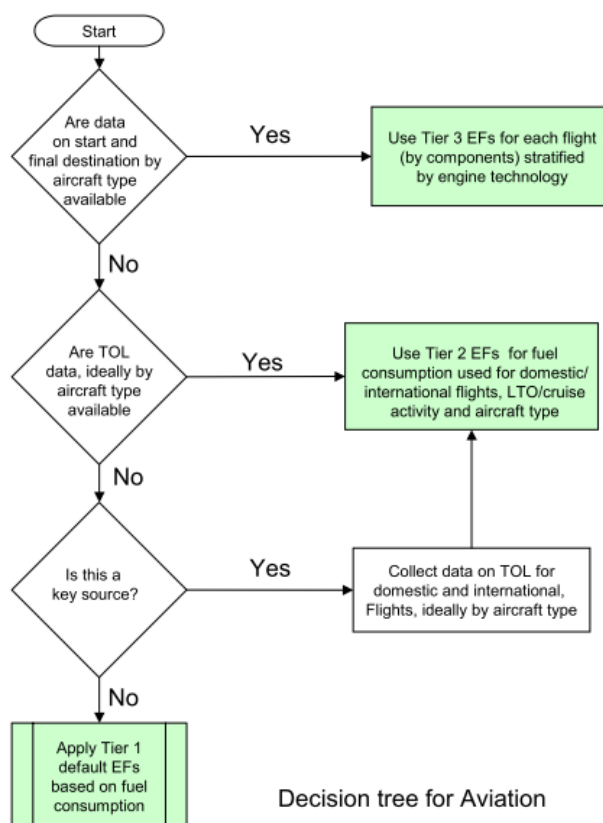 Start
Are data
on start and
final destination by
aircraft type
available
Yes
Use Tier 3 EFs for each flight
(by components) stratified
by engine technology
No
Are TOL
data, ideally by
aircraft type
available
Yes
Use Tier 2 EFs for fuel
consumption used for domestic/
international flights, LTO/cruise
activity and aircraft type
No
Is this a
key source?
Yes
Collect data on TOL for
domestic and international,
Flights, ideally by aircraft type
No
Apply Tier 1
default EFs
based on fuel
consumption
Decision tree for Aviation